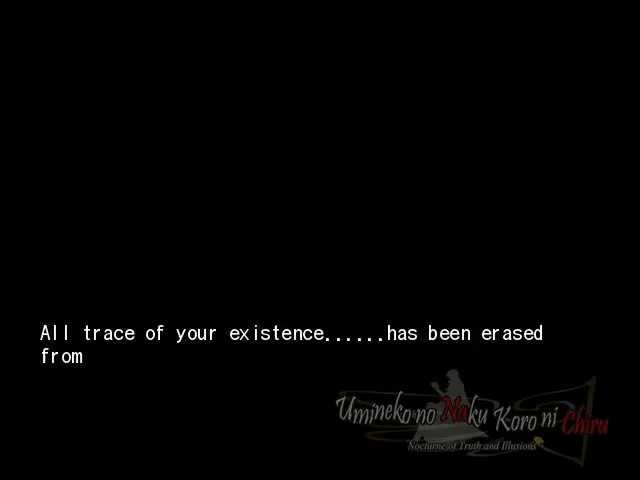 All trace of your existence......has been erased
from
Umineko no Naku Koro ni Chiru
Nocturne of Truth and Illusions